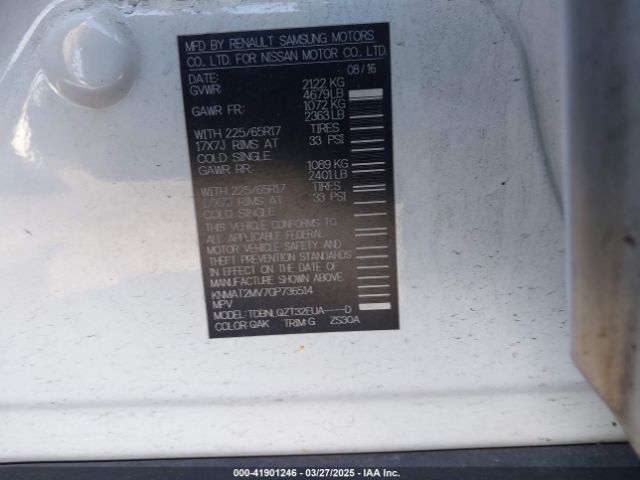 MFD BY RENAULT SAMSUNG MOTORS
CO., LTD. FOR NISSAN MOTOR CO., LTD.
DATE: 08/16
GVWR: 2122 KG
4679 LB
GAWR FR: 1072 KG
2363 LB
WITH 225/65R17 TIRES
17X7J RIMS AT 33 PSI
COLD SINGLE
GAWR RR: 1089 KG
2401 LB
WITH 225/65R17 TIRES
17X7J RIMS AT 33 PSI
COLD SINGLE
THIS VEHICLE CONFORMS TO
ALL APPLICABLE FEDERAL
MOTOR VEHICLE SAFETY AND
THEFT PREVENTION STANDARDS
IN EFFECT ON THE DATE OF
MANUFACTURE SHOWN ABOVE.
KNMAT2MV7GP736514
MPV
MODEL: TDBNLQZT32EUA----D
COLOR: QAK TRIM: G ZS30A
000-41901246 - 03/27/2025 - IAA Inc.